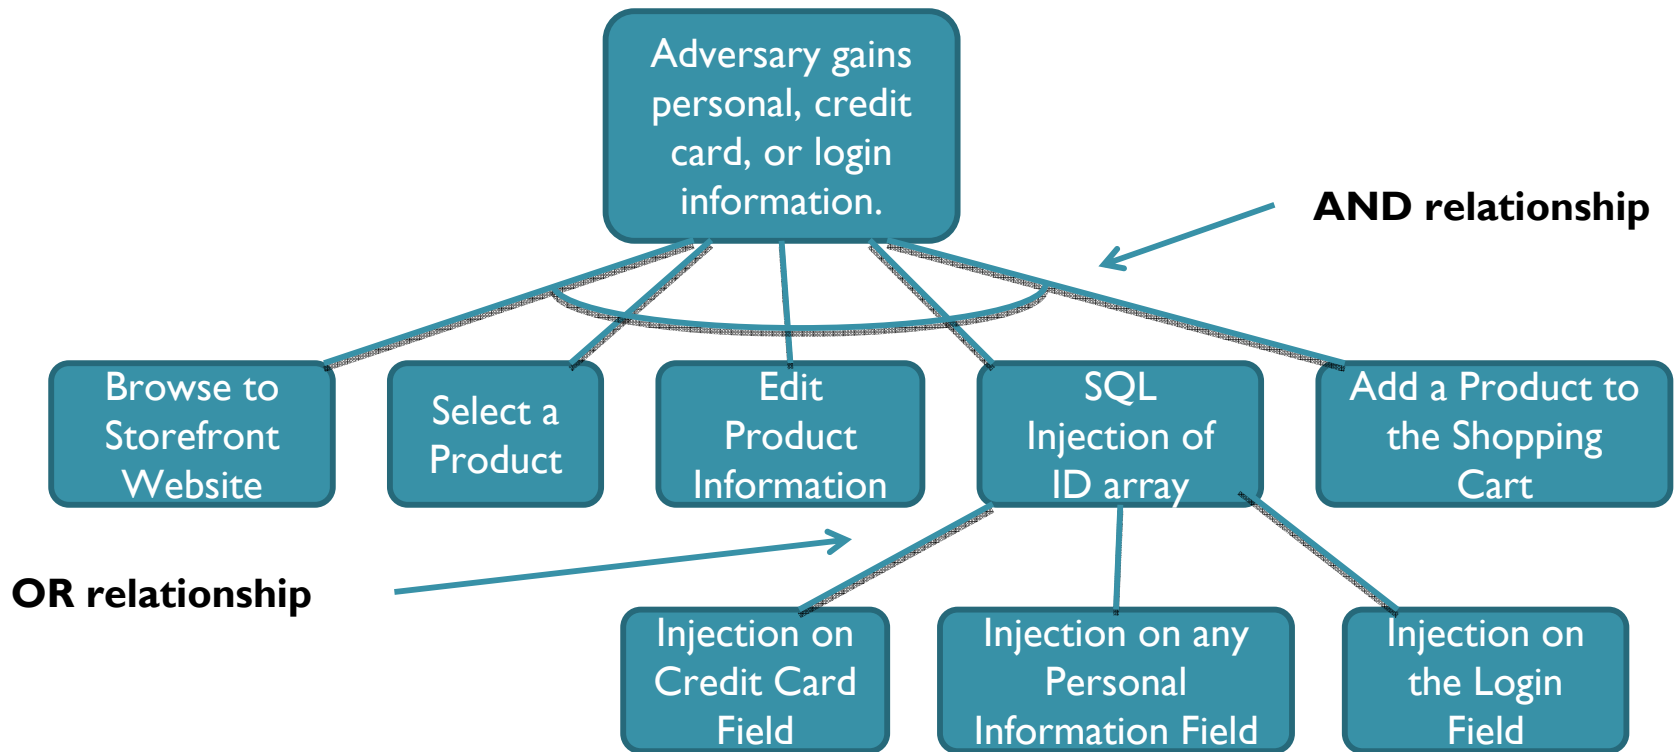 Adversary gains
personal, credit
card, or login
information.
AND relationship
Browse to
Storefront
Website
Select a
Product
Edit
Product
Information
SQL
Injection of
ID array
Add a Product to
the Shopping
Cart
OR relationship
Injection on
Credit Card
Field
Injection on any
Personal
Information Field
Injection on
the Login
Field